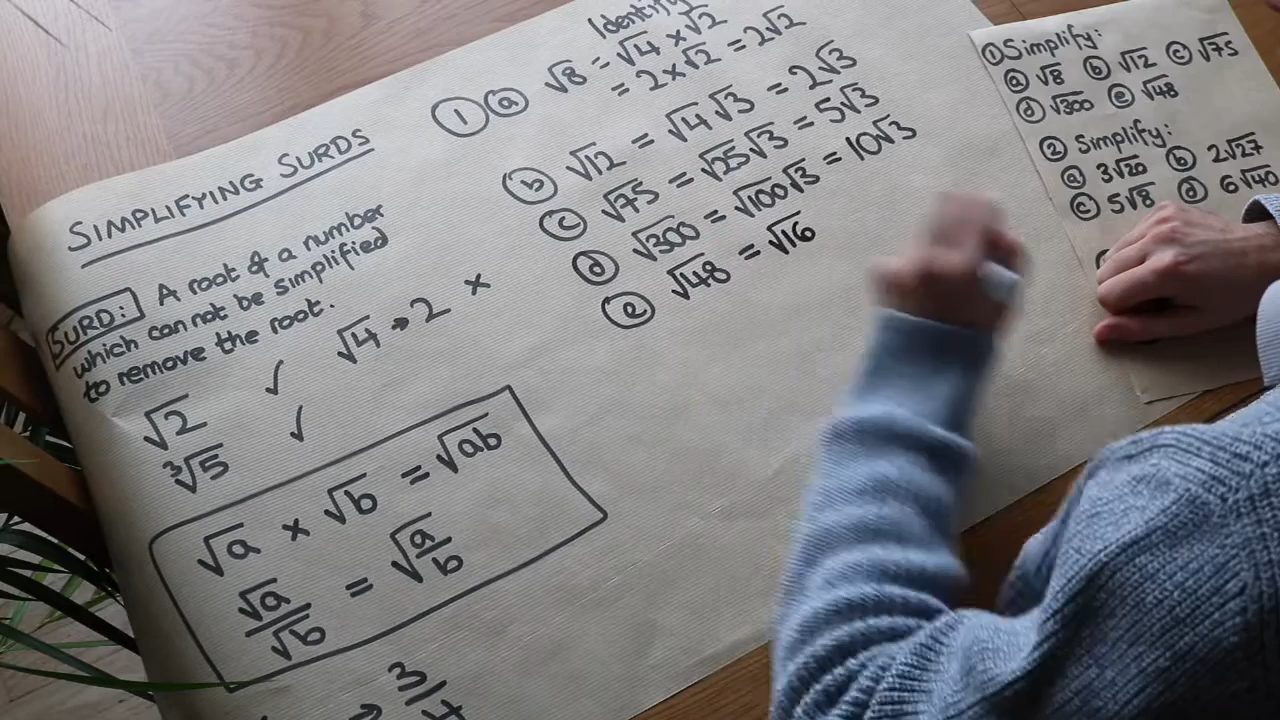 SIMPLIFYING SURDS
SURD: A root of a number
which can not be simplified
to remove the root.
√2 ✓ √4 → 2 ×
³√5 ✓
√a × √b = √ab
√a/√b = √(a/b)
3
Identify
① ⓐ √8 = √4 × √2
= 2×√2 = 2√2
ⓑ √12 = √4 √3 = 2√3
ⓒ √75 = √25√3 = 5√3
ⓓ √300 = √100√3 = 10√3
ⓔ √48 = √16
① Simplify:
ⓐ √8 ⓑ √12 ⓒ √75
ⓓ √300 ⓔ √48
② Simplify:
ⓐ 3√20 ⓑ 2√27
ⓒ 5√8 ⓓ 6√40